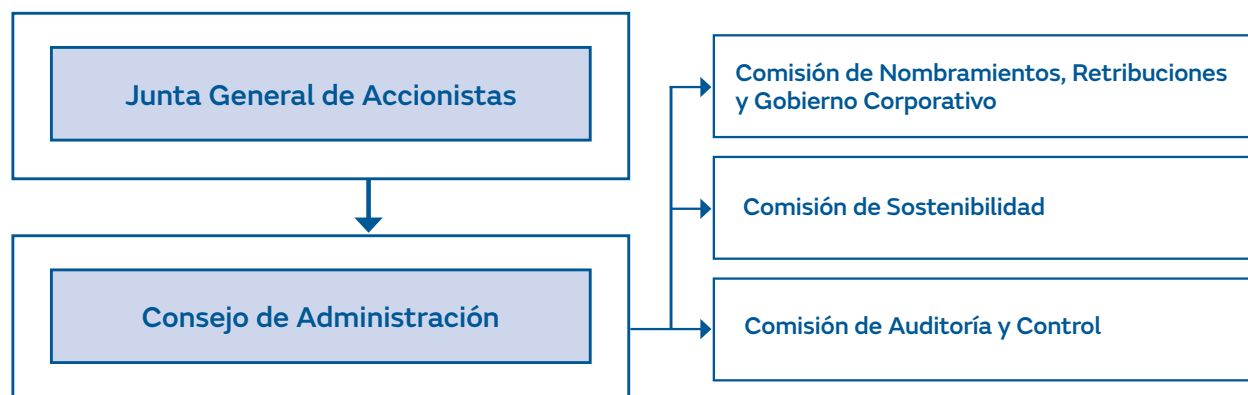 Junta General de Accionistas
Consejo de Administración
Comisión de Nombramientos, Retribuciones
y Gobierno Corporativo
Comisión de Sostenibilidad
Comisión de Auditoría y Control